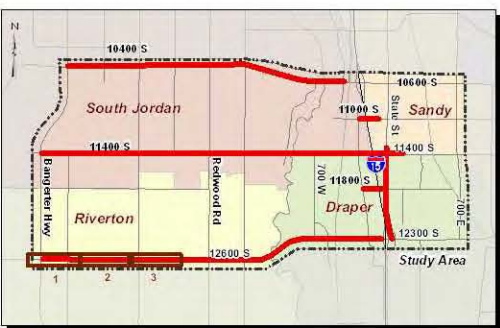 N
10400 S
10600 S
South Jordan
11000 S
State St
Sandy
11400 S
11400 S
15
Bangerter Hwy
Redwood Rd
700 W
11800 S
700 E
Riverton
Draper
12300 S
12600 S
Study Area
1 2 3